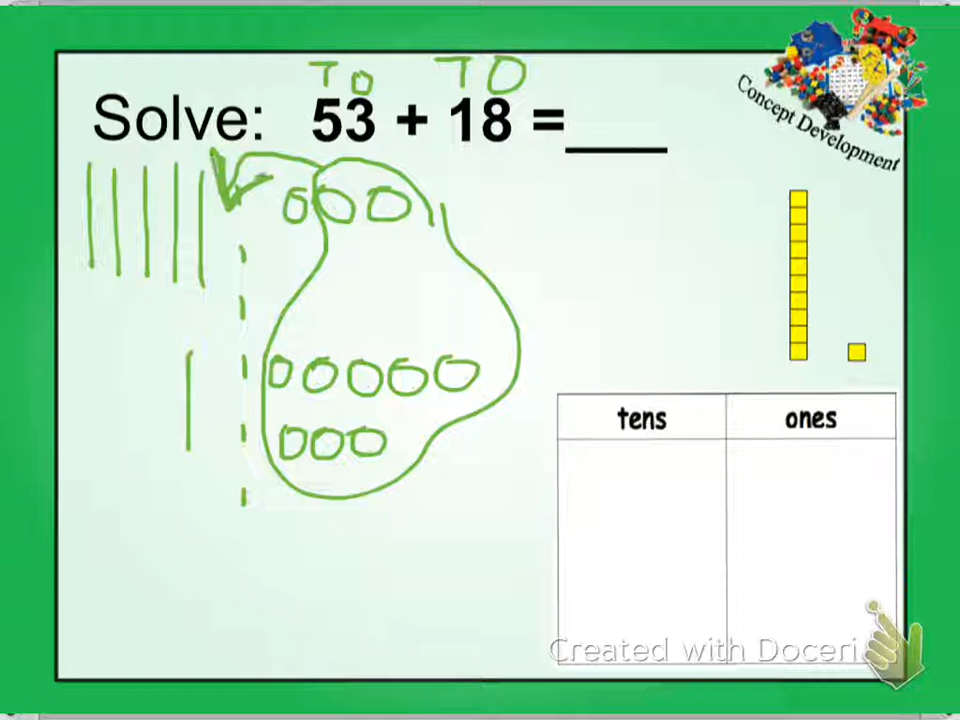 T O T O
Solve: 53 + 18 = ____
Concept Development
tens ones
Created with Doceri